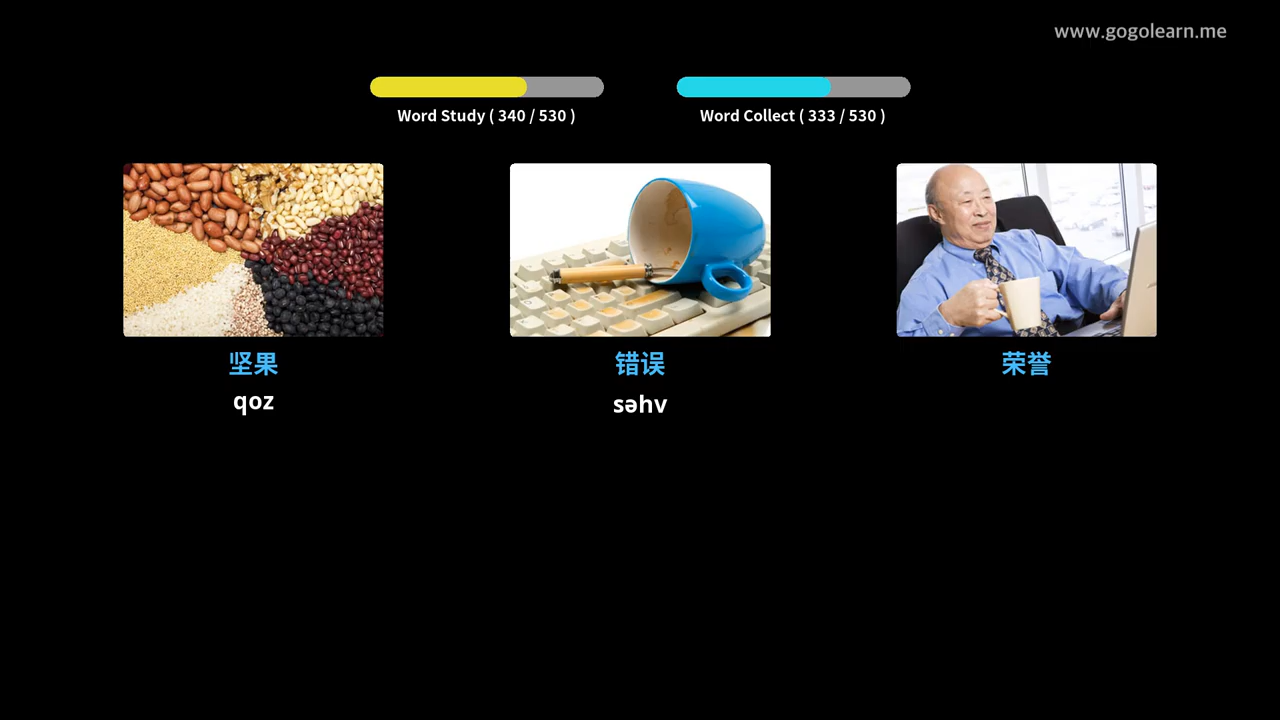 www.gogolearn.me
Word Study ( 340 / 530 )
Word Collect ( 333 / 530 )
坚果
错误
荣誉
qoz
səhv